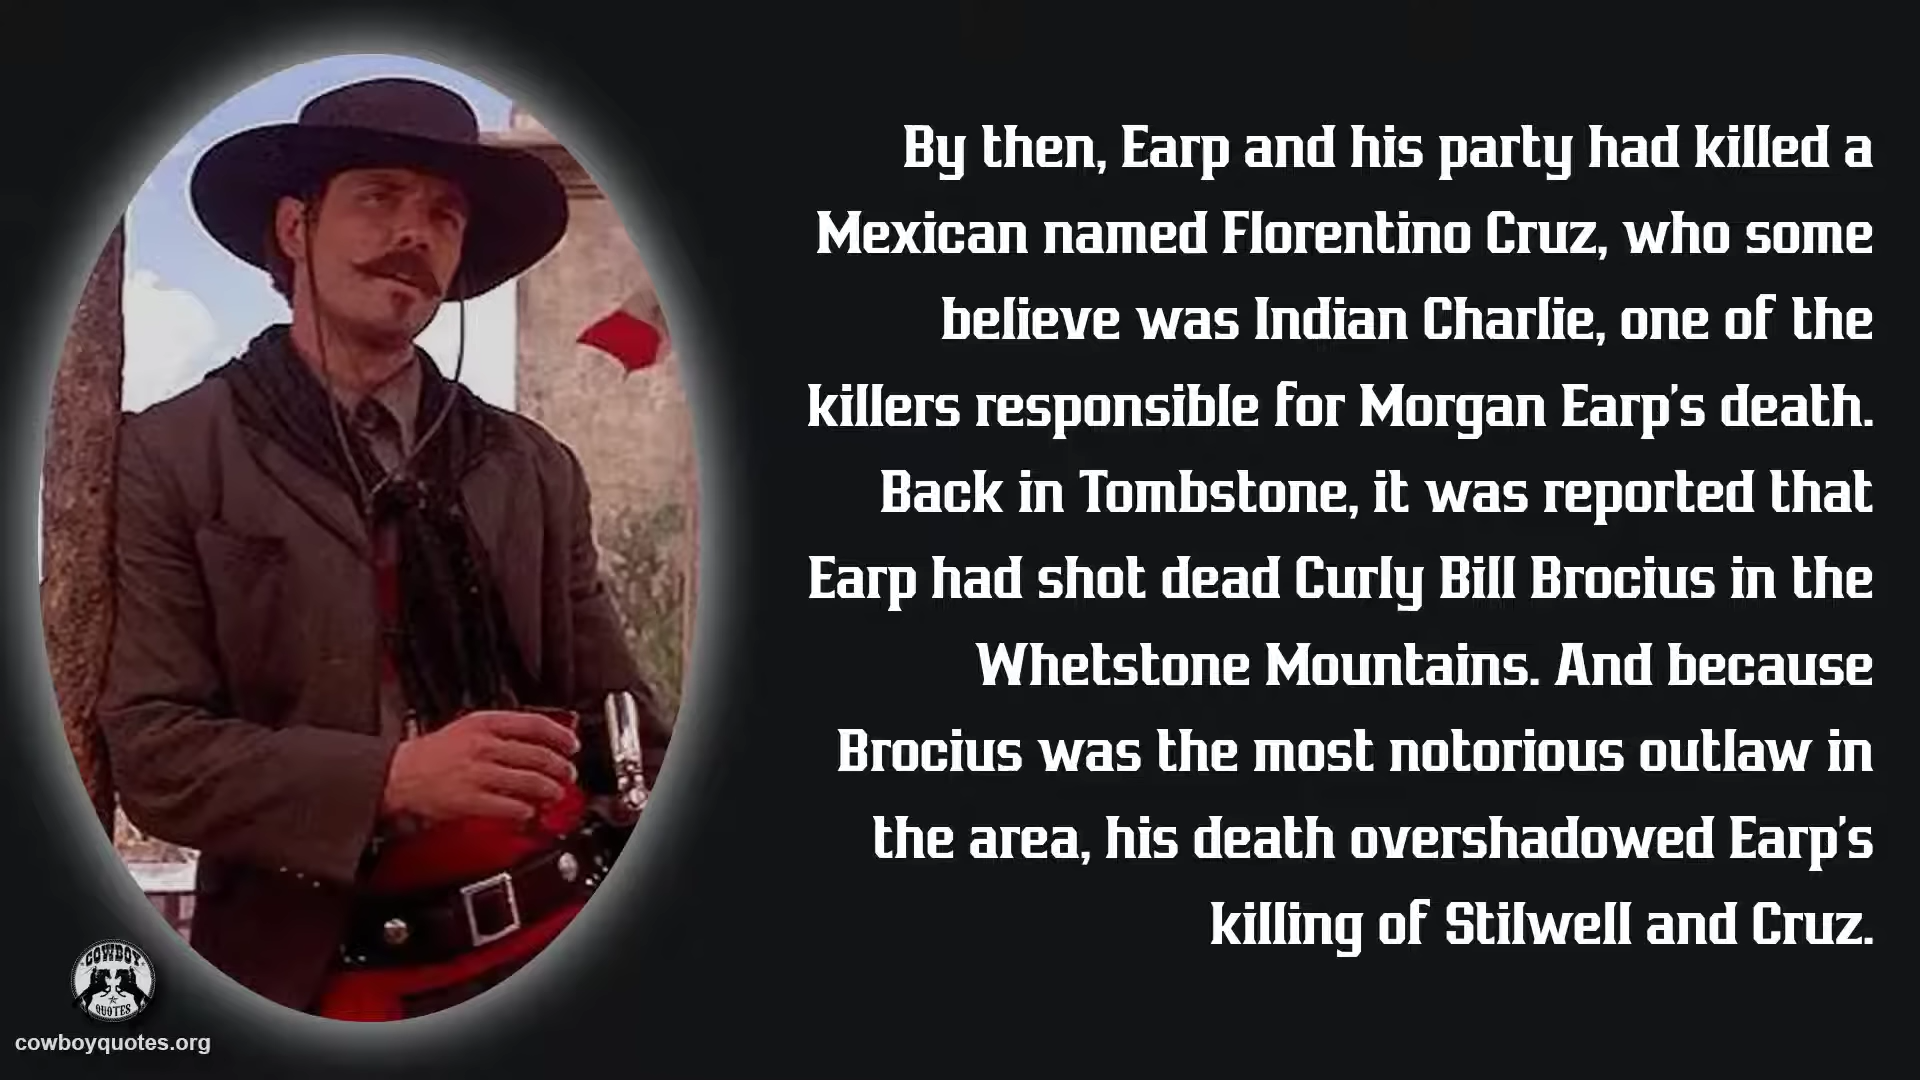 By then, Earp and his party had killed a
Mexican named Florentino Cruz, who some
believe was Indian Charlie, one of the
killers responsible for Morgan Earp's death.
Back in Tombstone, it was reported that
Earp had shot dead Curly Bill Brocius in the
Whetstone Mountains. And because
Brocius was the most notorious outlaw in
the area, his death overshadowed Earp's
killing of Stilwell and Cruz.
COWBOY
QUOTES
cowboyquotes.org